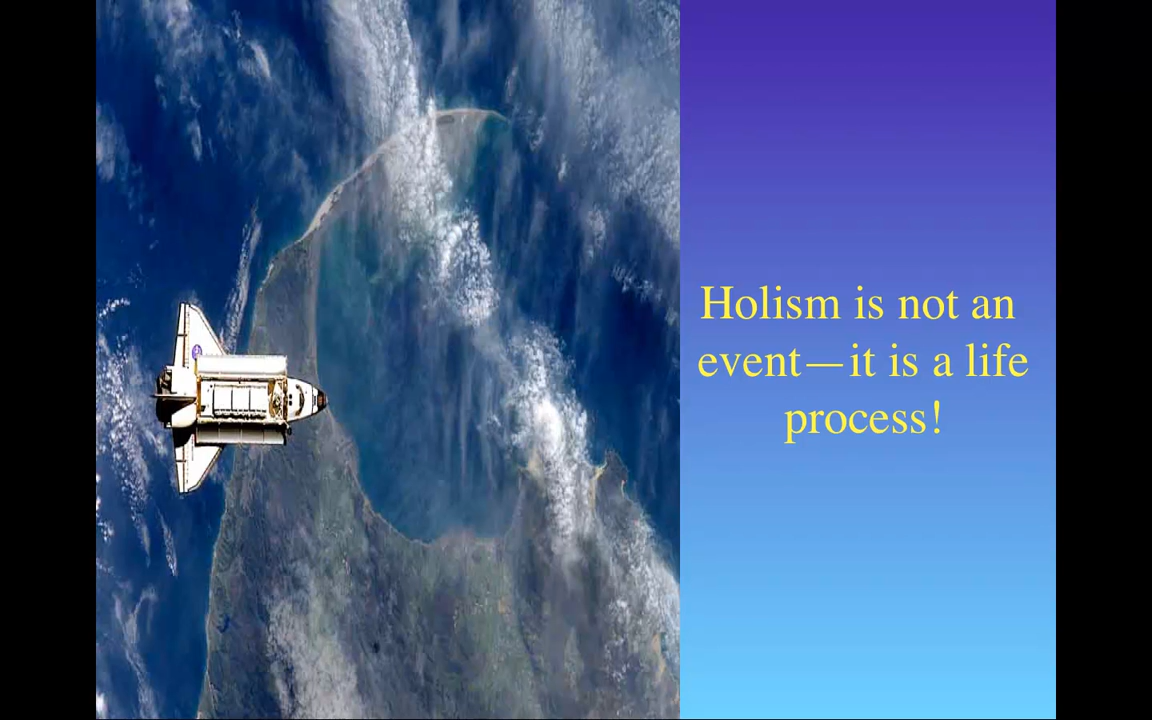 Holism is not an
event—it is a life
process!